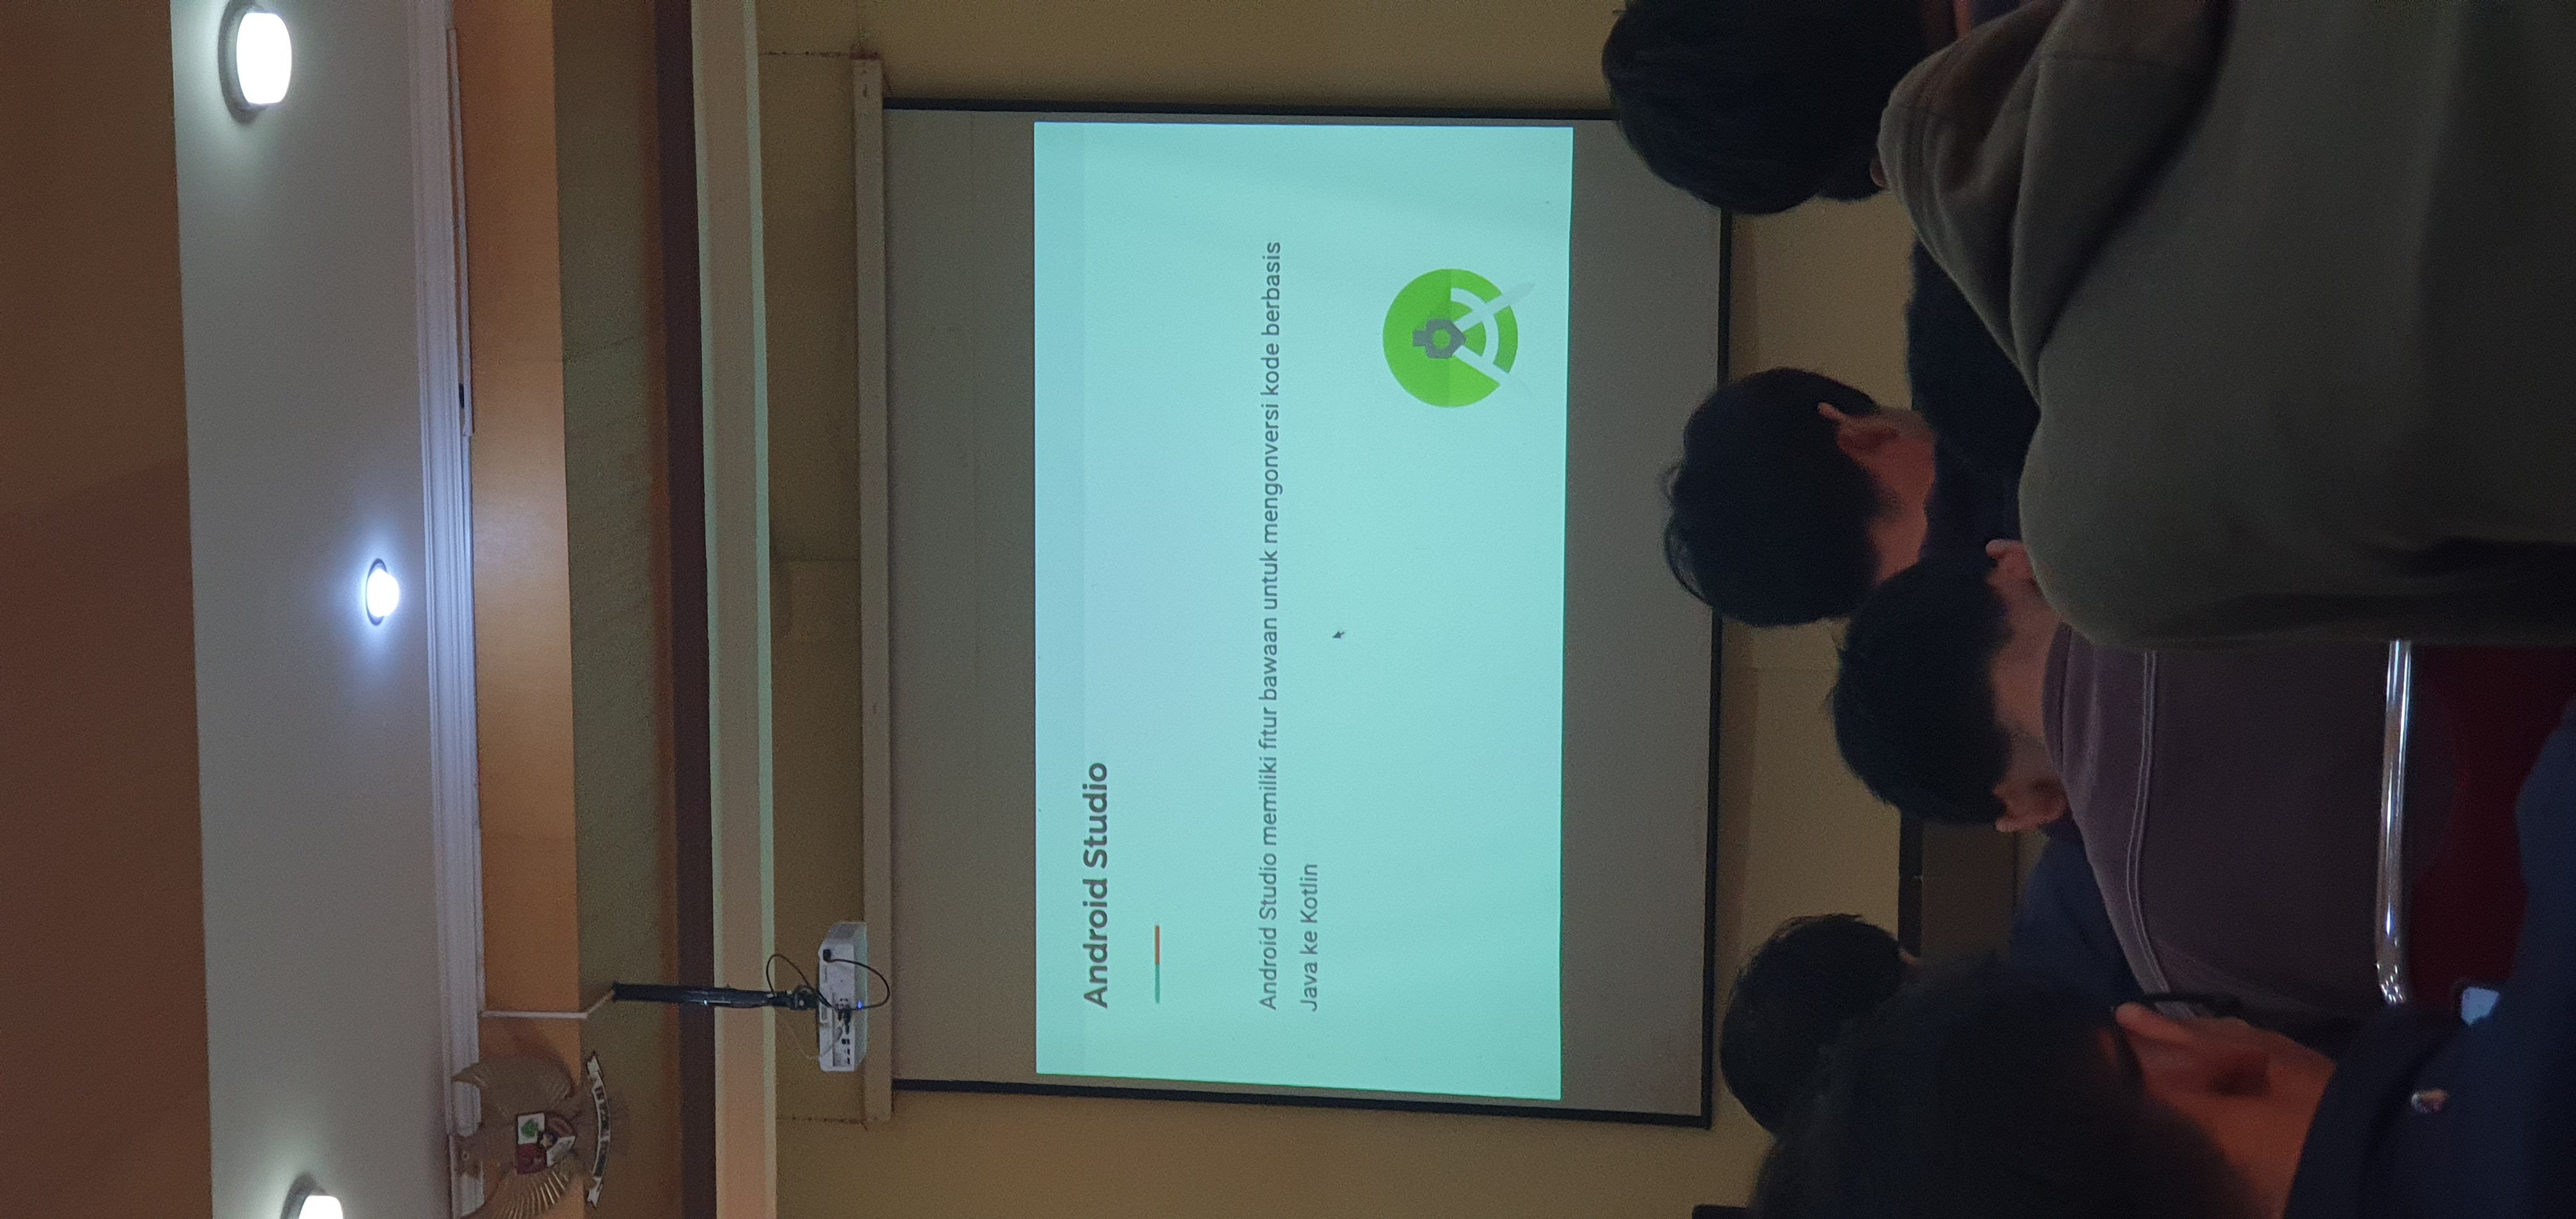 Android Studio
Android Studio memiliki fitur bawaan untuk mengonversi kode berbasis
Java ke Kotlin